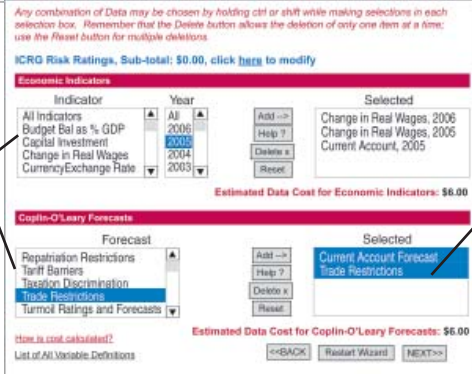 Any combination of Data may be chosen by holding ctrl or shift while making selections in each
selection box. Remember that the Delete button allows the deletion of only one item at a time;
use the Reset button for multiple deletions.
ICRG Risk Ratings, Sub-total: $0.00, click here to modify
Economic Indicators
Indicator Year Selected
All Indicators All Add --> Change in Real Wages, 2006
Budget Bal as % GDP 2006 Help ? Change in Real Wages, 2005
Capital Investment 2005 Delete x Current Account, 2005
Change in Real Wages 2004 Reset
CurrencyExchange Rate 2003
Estimated Data Cost for Economic Indicators: $6.00
Coplin-O'Leary Forecasts
Forecast Selected
Repatriation Restrictions Add --> Current Account Forecast
Tariff Barriers Help ? Trade Restrictions
Taxation Discrimination Delete x
Trade Restrictions Reset
Turmoil Ratings and Forecasts
Estimated Data Cost for Coplin-O'Leary Forecasts: $6.00
How is cost calculated?
List of All Variable Definitions <<BACK Restart Wizard NEXT>>